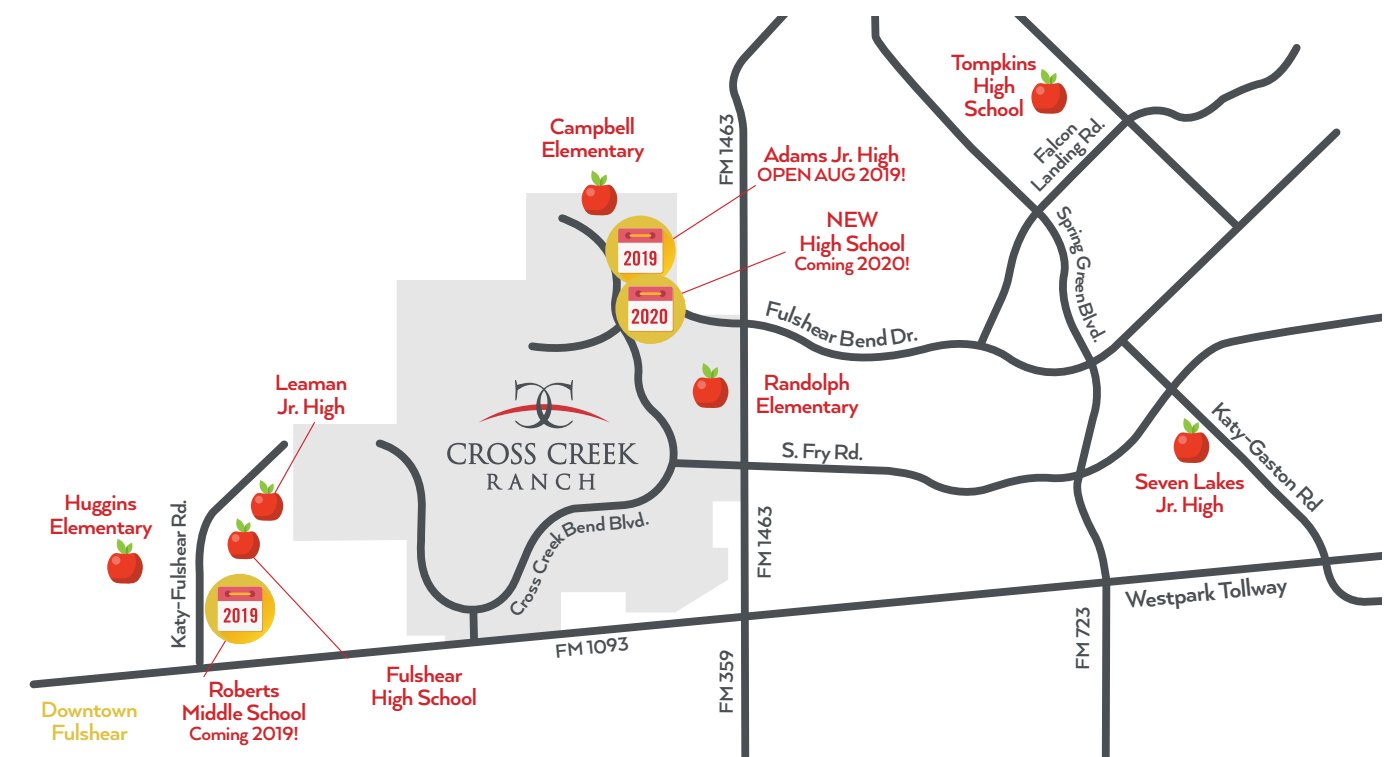 Tompkins
High
School
Falcon
Landing Rd.
FM 1463
Campbell
Elementary
Adams Jr. High
OPEN AUG 2019!
NEW
High School
Coming 2020!
2019
2020
Spring Green Blvd.
Fulshear Bend Dr.
Randolph
Elementary
Leaman
Jr. High
CROSS CREEK
RANCH
S. Fry Rd.
Katy-Gaston Rd
Seven Lakes
Jr. High
Huggins
Elementary
Katy-Fulshear Rd.
Cross Creek Bend Blvd.
FM 1463
2019
Westpark Tollway
FM 1093
FM 359
FM 723
Fulshear
High School
Roberts
Middle School
Coming 2019!
Downtown
Fulshear